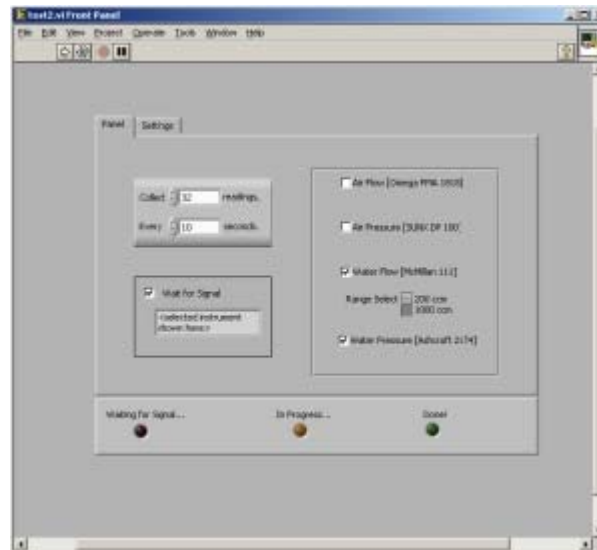 test2.vi Front Panel
File Edit View Project Operate Tools Window Help
Panel Settings
Collect 32 readings,
Every 10 seconds.
Wait for Signal
<selected instrument
shown here>
Air Flow [Omega FMA 1818]
Air Pressure [SUNX DP 100]
Water Flow [McMillan 111]
Range Select 200 ccm
1000 ccm
Water Pressure [Ashcroft 2174]
Waiting for Signal... In Progress... Done!